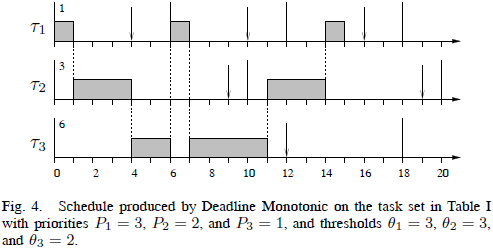 1
τ1
3
τ2
6
τ3
0 2 4 6 8 10 12 14 16 18 20
Fig. 4. Schedule produced by Deadline Monotonic on the task set in Table I
with priorities P1 = 3, P2 = 2, and P3 = 1, and thresholds θ1 = 3, θ2 = 3,
and θ3 = 2.